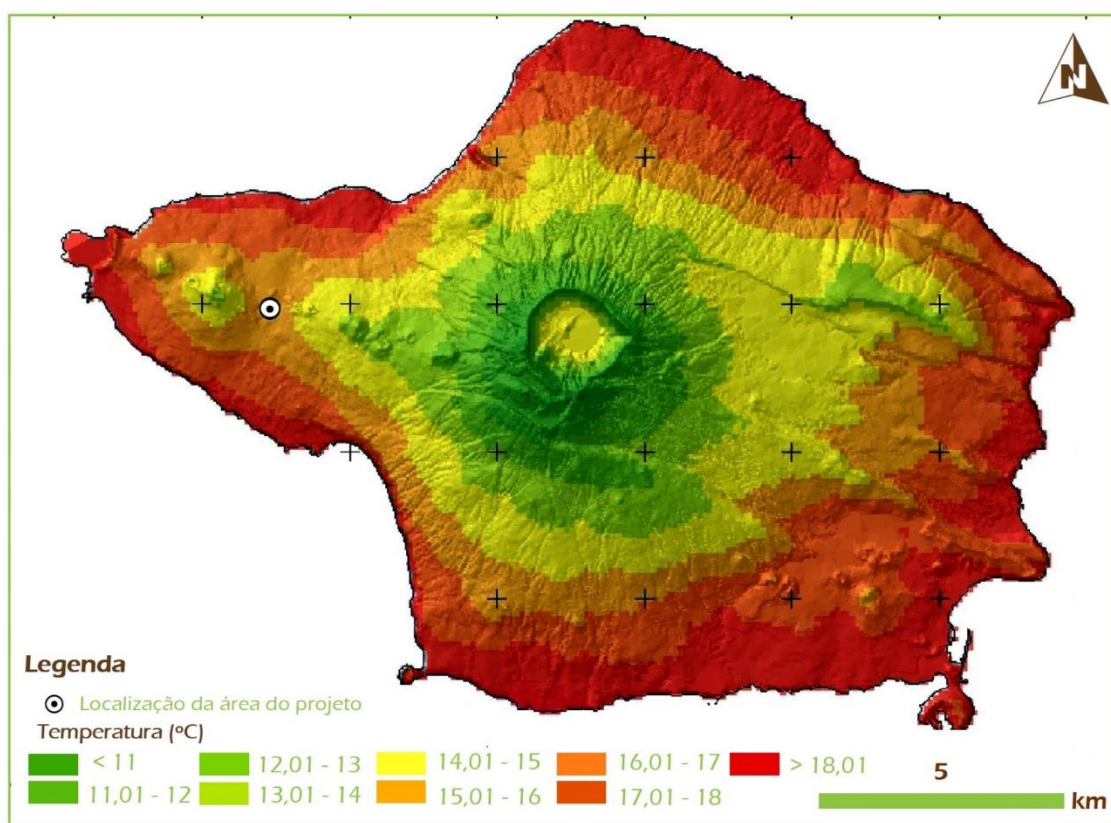 N
Legenda
Localização da área do projeto
Temperatura (ºC)
< 11
12,01 - 13
14,01 - 15
16,01 - 17
> 18,01
11,01 - 12
13,01 - 14
15,01 - 16
17,01 - 18
5
km